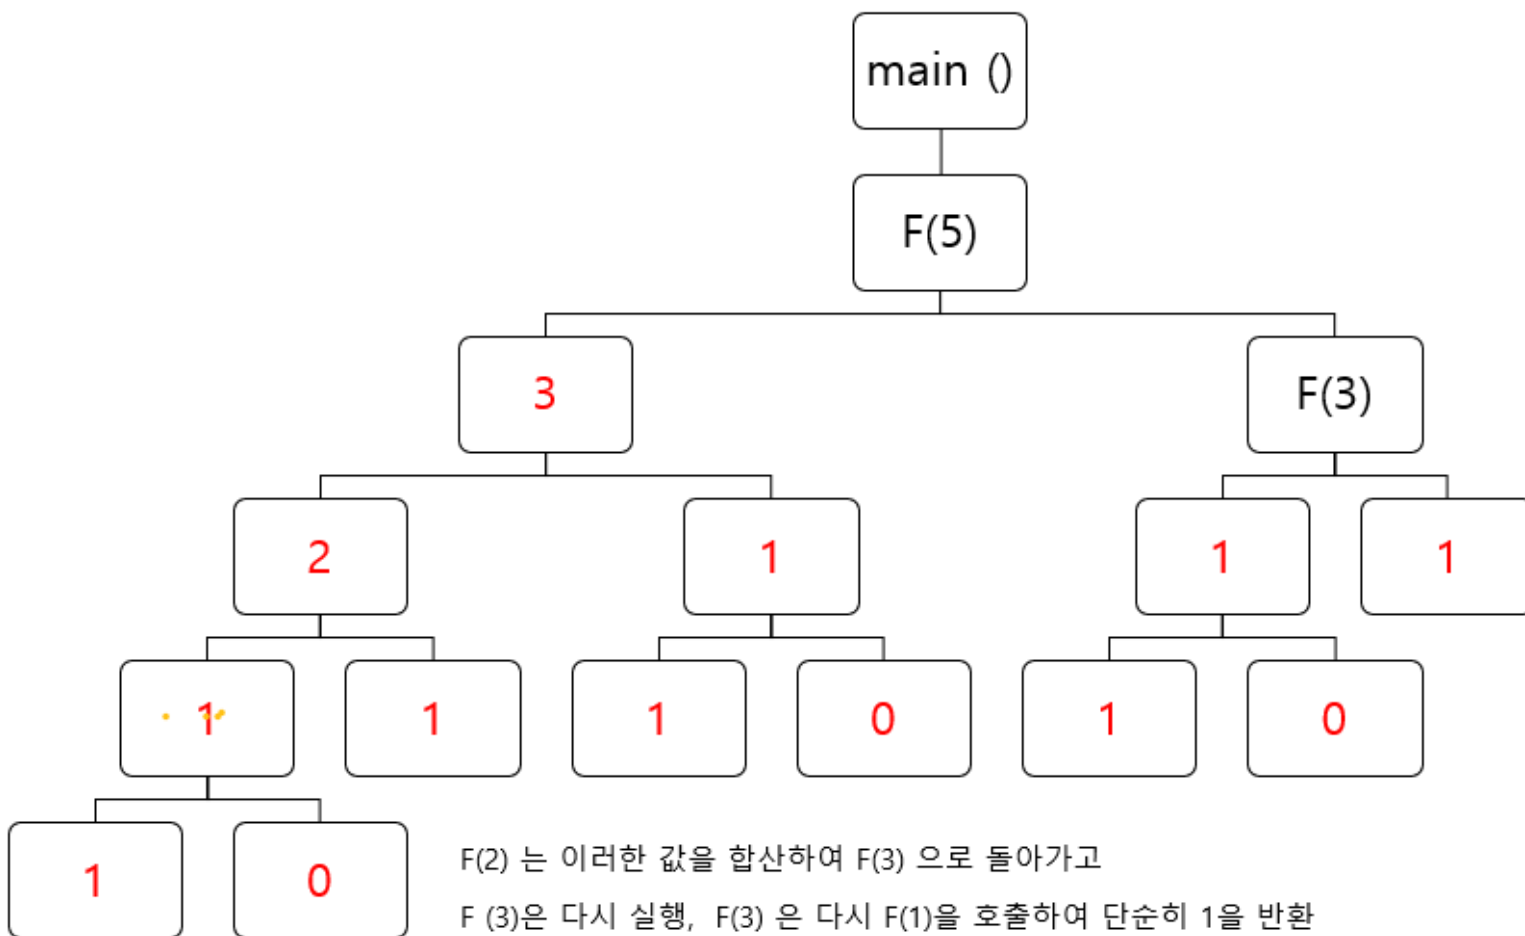 main ()
F(5)
3
F(3)
2
1
1
1
1
1
1
0
1
0
1
0
F(2) 는 이러한 값을 합산하여 F(3) 으로 돌아가고
F (3)은 다시 실행, F(3) 은 다시 F(1)을 호출하여 단순히 1을 반환